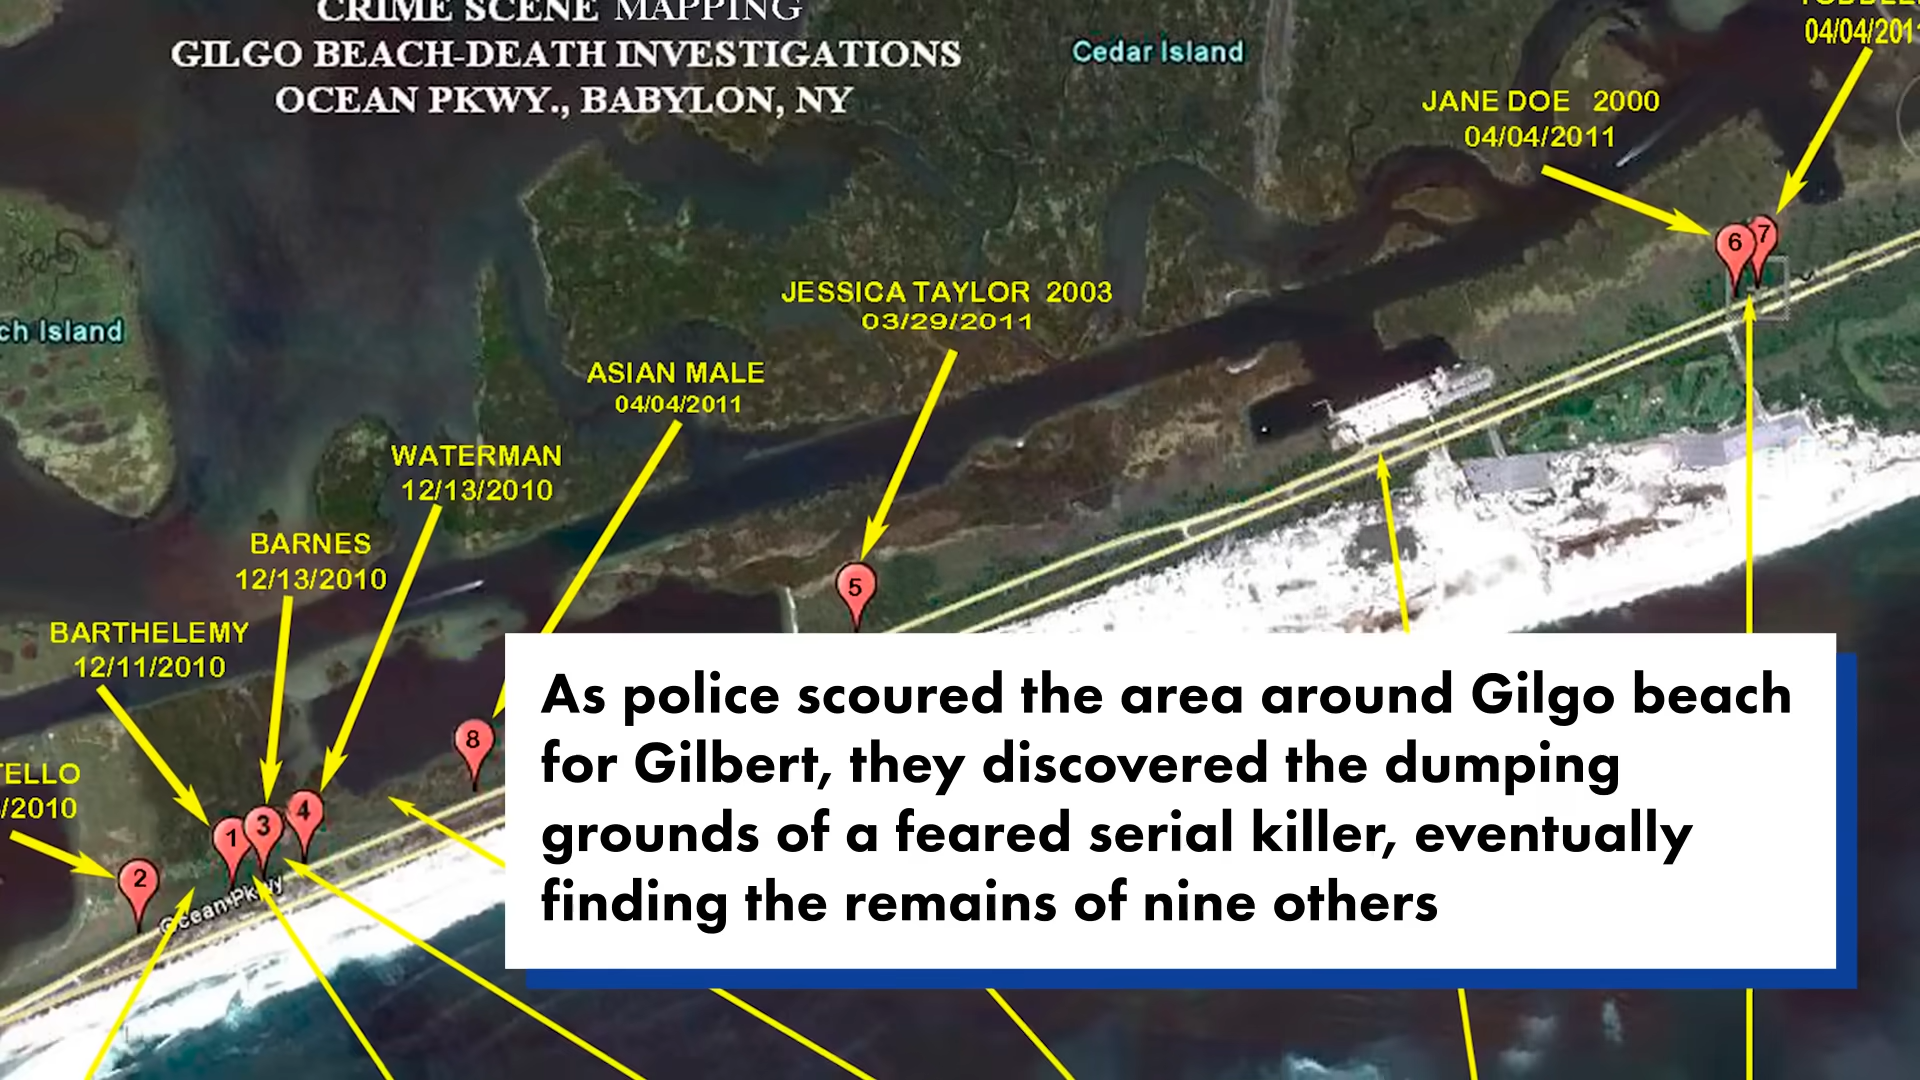 CRIME SCENE MAPPING
GILGO BEACH-DEATH INVESTIGATIONS
OCEAN PKWY., BABYLON, NY
Cedar Island
04/04/201
JANE DOE 2000
04/04/2011
6
7
JESSICA TAYLOR 2003
03/29/2011
ch Island
ASIAN MALE
04/04/2011
WATERMAN
12/13/2010
BARNES
12/13/2010
5
BARTHELEMY
12/11/2010
8
TELLO
/2010
1
3
4
2
Ocean Pkwy
As police scoured the area around Gilgo beach
for Gilbert, they discovered the dumping
grounds of a feared serial killer, eventually
finding the remains of nine others